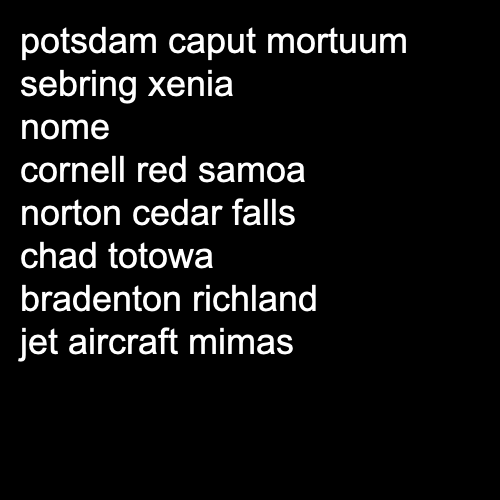 potsdam caput mortuum
sebring xenia
nome
cornell red samoa
norton cedar falls
chad totowa
bradenton richland
jet aircraft mimas